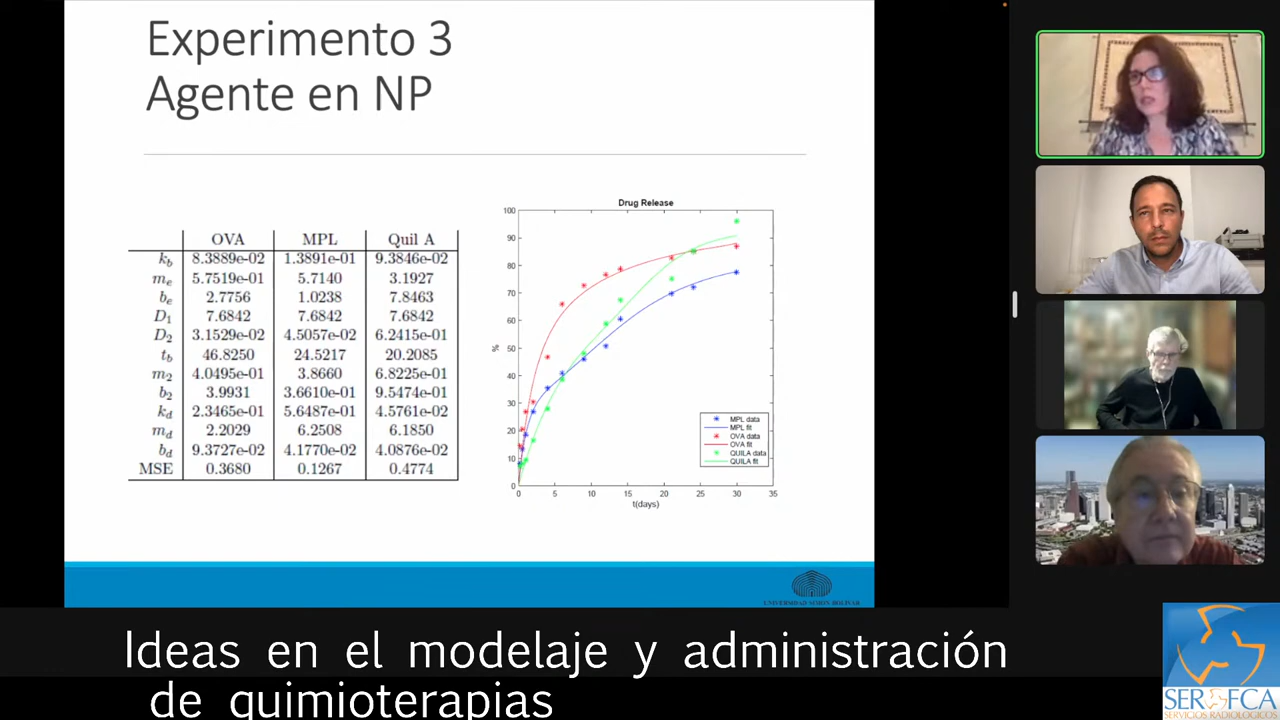 Experimento 3
Agente en NP
OVA MPL Quil A
k_b 8.3889e-02 1.3891e-01 9.3846e-02
m_e 5.7519e-01 5.7140 3.1927
b_e 2.7756 1.0238 7.8463
D_1 7.6842 7.6842 7.6842
D_2 3.1529e-02 4.5057e-02 6.2415e-01
t_b 46.8250 24.5217 20.2085
m_2 4.0495e-01 3.8660 6.8225e-01
b_2 3.9931 3.6610e-01 9.5474e-01
k_d 2.3465e-01 5.6487e-01 4.5761e-02
m_d 2.2029 6.2508 6.1850
b_d 9.3727e-02 4.1770e-02 4.0876e-02
MSE 0.3680 0.1267 0.4774
Drug Release
100
90
80
70
60
50
40
30
20
10
0
%
0 5 10 15 20 25 30 35
t(days)
MPL data
MPL fit
OVA data
OVA fit
QUILA data
QUILA fit
UNIVERSIDAD SIMÓN BOLÍVAR
Ideas en el modelaje y administración
de quimioterapias
SEROFCA
SERVICIOS RADIOLOGICOS